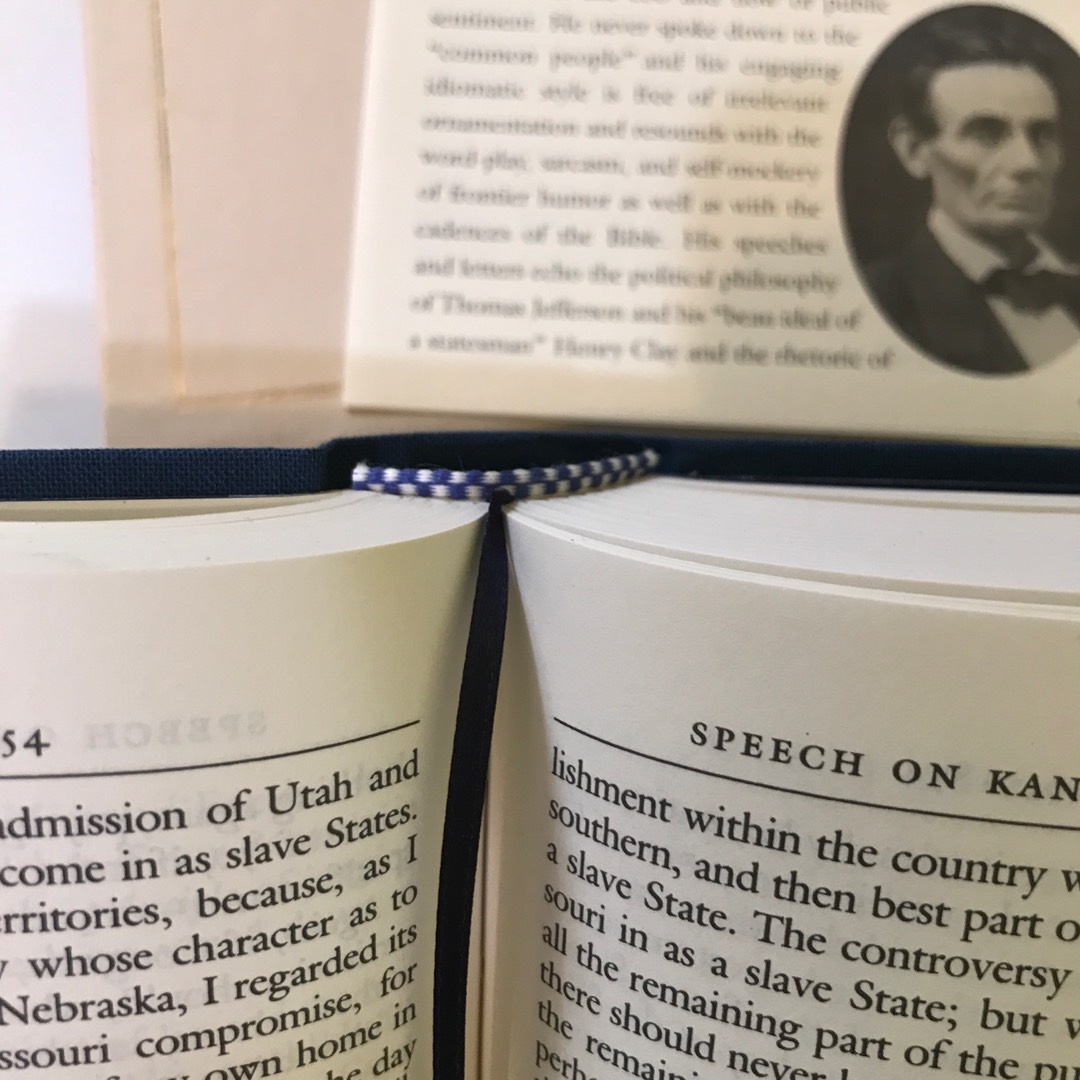 sentiment. He never spoke down to the
"common people" and his engaging
idiomatic style is free of irrelevant
ornamentation and resounds with the
word-play, sarcasm, and self-mockery
of frontier humor as well as with the
cadences of the Bible. His speeches
and letters echo the political philosophy
of Thomas Jefferson and his "beau ideal of
a statesman" Henry Clay and the rhetoric of
54
admission of Utah and
come in as slave States.
erritories, because, as I
whose character as to
Nebraska, I regarded its
ssouri compromise, for
own home in
the day
SPEECH ON KAN
lishment within the country w
southern, and then best part o
a slave State. The controversy
souri in as a slave State; but w
all the remaining part of the pu
there should never
the remain
perh